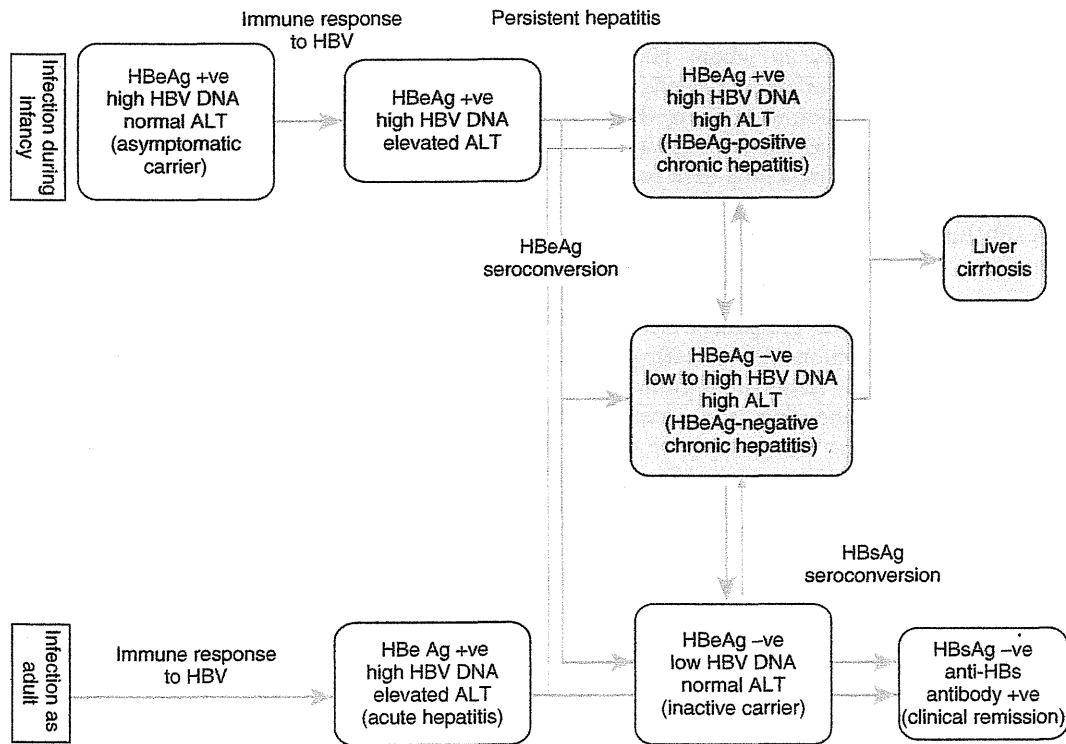 Immune response
to HBV
Persistent hepatitis
Infection during
infancy
HBeAg +ve
high HBV DNA
normal ALT
(asymptomatic
carrier)
HBeAg +ve
high HBV DNA
elevated ALT
HBeAg +ve
high HBV DNA
high ALT
(HBeAg-positive
chronic hepatitis)
HBeAg
seroconversion
Liver
cirrhosis
HBeAg –ve
low to high HBV DNA
high ALT
(HBeAg-negative
chronic hepatitis)
HBsAg
seroconversion
Infection as
adult
Immune response
to HBV
HBe Ag +ve
high HBV DNA
elevated ALT
(acute hepatitis)
HBeAg –ve
low HBV DNA
normal ALT
(inactive carrier)
HBsAg –ve
anti-HBs
antibody +ve
(clinical remission)